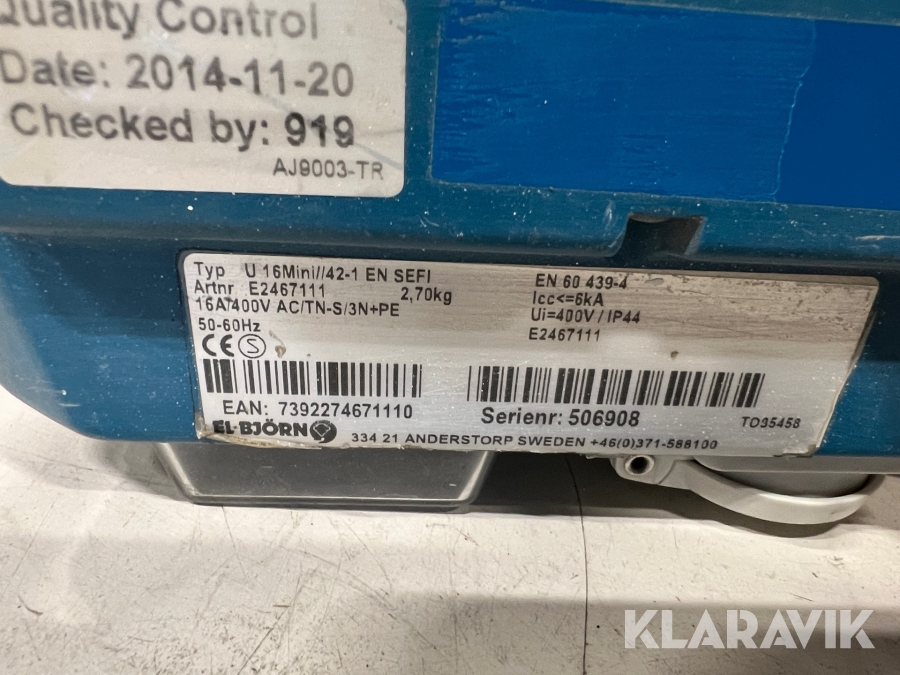 Quality Control
Date: 2014-11-20
Checked by: 919
AJ9003-TR
Typ U 16Mini//42-1 EN SEFI
Artnr E2467111 2,70kg
16A/400V AC/TN-S/3N+PE
50-60Hz
CE S
EN 60 439-4
Icc<=6kA
Ui=400V / IP44
E2467111
EAN: 7392274671110
Serienr: 506908
TO35458
EL-BJÖRN
334 21 ANDERSTORP SWEDEN +46(0)371-588100
KLARAVIK